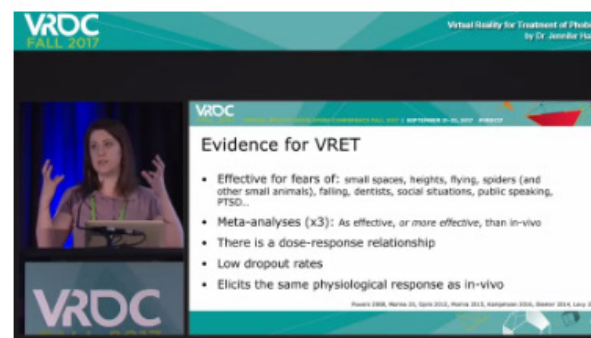 VRDC
FALL 2017
Virtual Reality for Treatment of
by Dr. Jennifer
VRDC
Evidence for VRET
• Effective for fears of: small spaces, heights, flying, spiders (and
other small animals), falling, dentists, social situations, public speaking,
PTSD..
• Meta-analyses (x3): As effective, or more effective, than in-vivo
• There is a dose-response relationship
• Low dropout rates
• Elicits the same physiological response as in-vivo
VRDC
FALL 2017